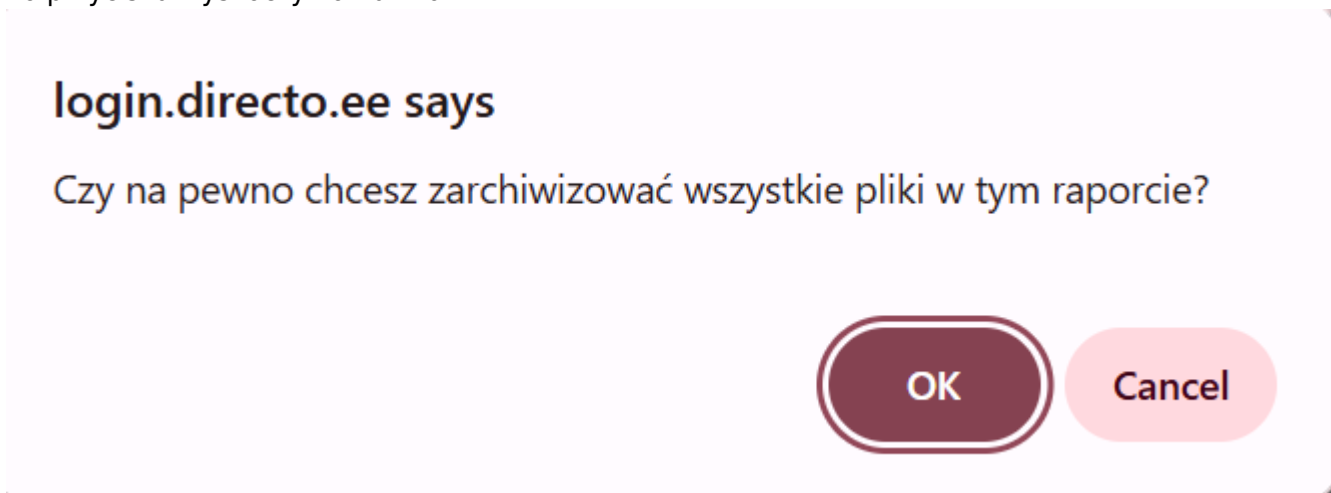 login.directo.ee says
Czy na pewno chcesz zarchiwizować wszystkie pliki w tym raporcie?
OK
Cancel